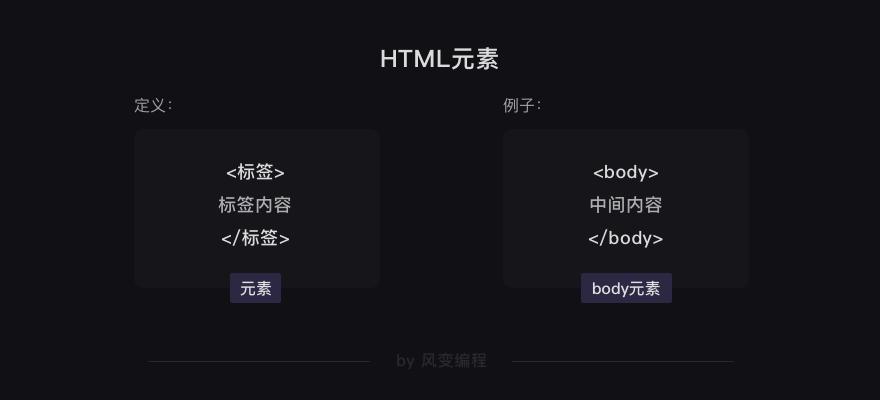 HTML元素
定义：
例子：
<标签>
标签内容
</标签>
元素
<body>
中间内容
</body>
body元素
by 风变编程